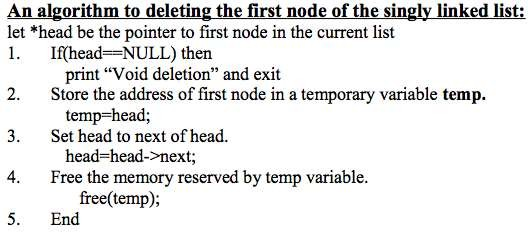 An algorithm to deleting the first node of the singly linked list:
let *head be the pointer to first node in the current list
1. If(head==NULL) then
print “Void deletion” and exit
2. Store the address of first node in a temporary variable temp.
temp=head;
3. Set head to next of head.
head=head->next;
4. Free the memory reserved by temp variable.
free(temp);
5. End